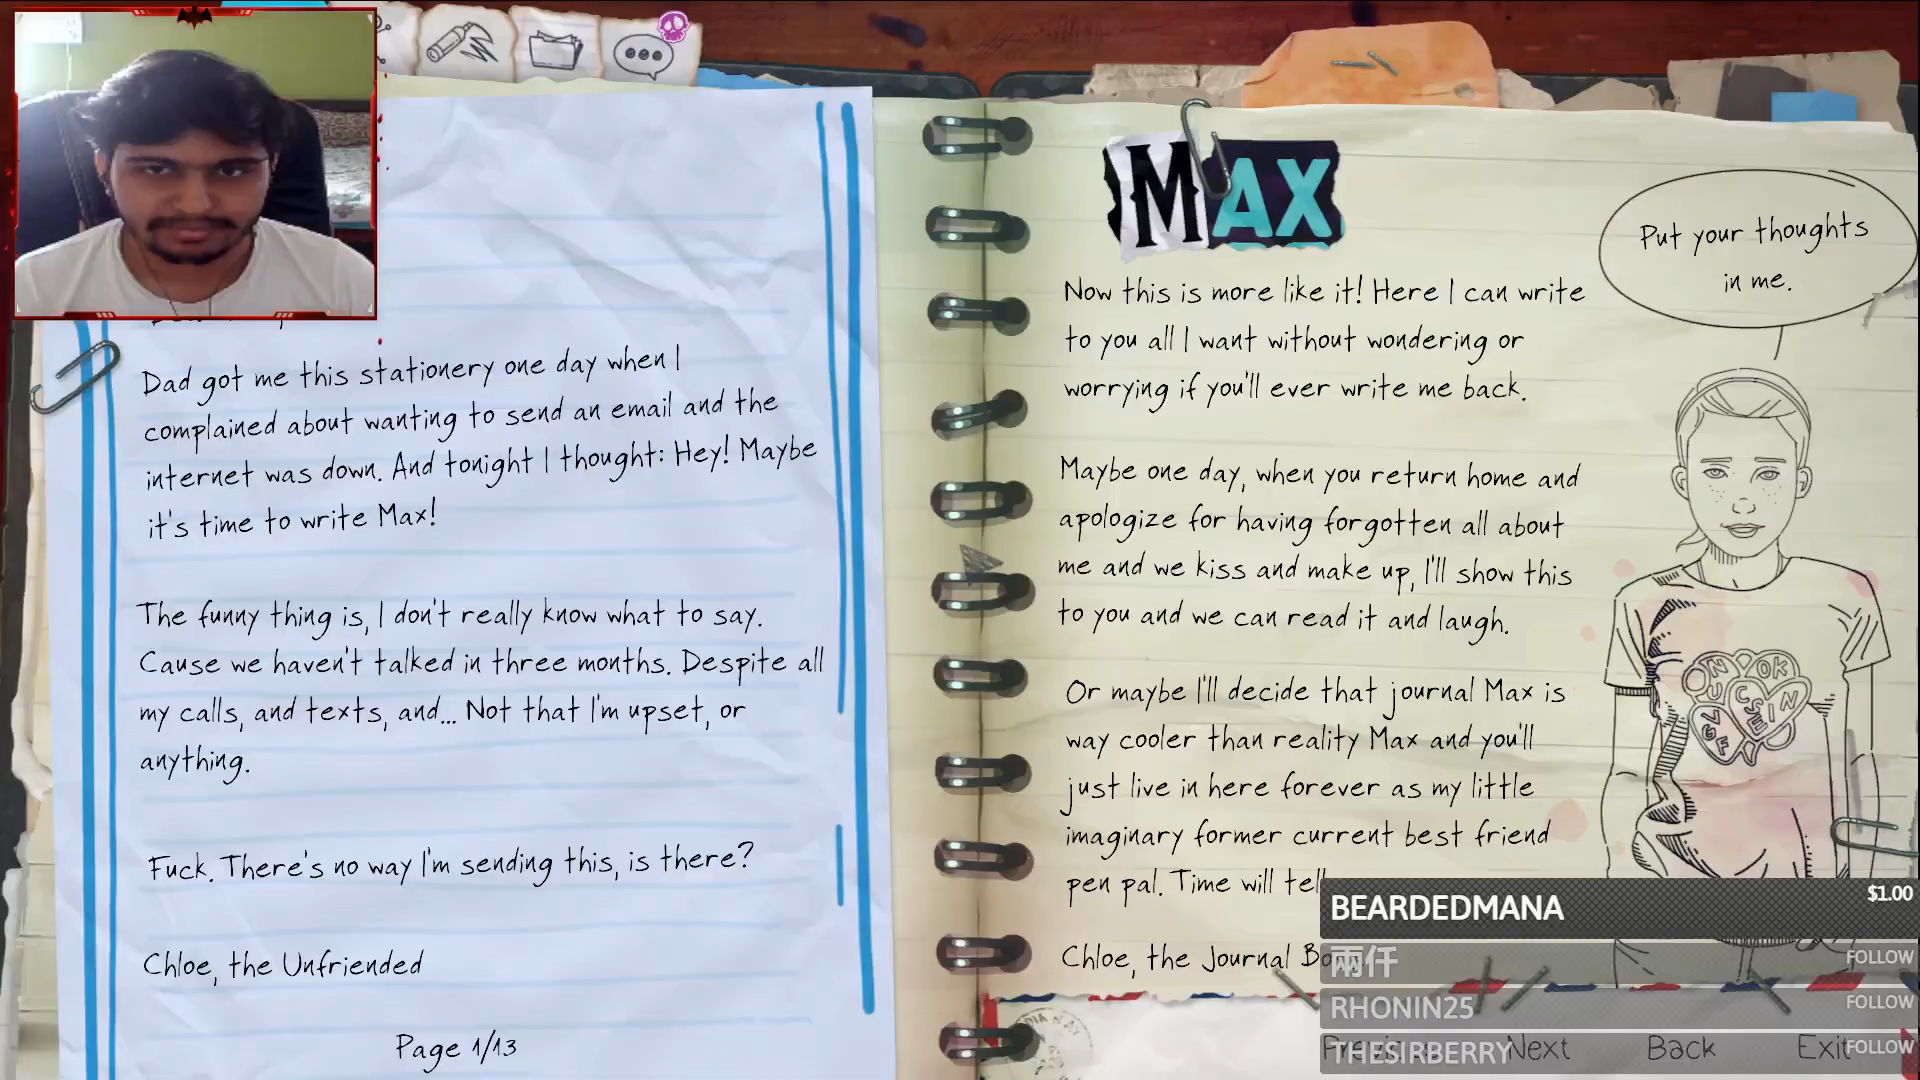 Dad got me this stationery one day when I
complained about wanting to send an email and the
internet was down. And tonight I thought: Hey! Maybe
it's time to write Max!
The funny thing is, I don't really know what to say.
Cause we haven't talked in three months. Despite all
my calls, and texts, and... Not that I'm upset, or
anything.
Fuck. There's no way I'm sending this, is there?
Chloe, the Unfriended
Page 1/13
MAX
Put your thoughts
in me.
Now this is more like it! Here I can write
to you all I want without wondering or
worrying if you'll ever write me back.
Maybe one day, when you return home and
apologize for having forgotten all about
me and we kiss and make up, I'll show this
to you and we can read it and laugh.
Or maybe I'll decide that journal Max is
way cooler than reality Max and you'll
just live in here forever as my little
imaginary former current best friend
pen pal. Time will tell
Chloe, the Journal
BEARDEDMANA $1.00
兩仟 FOLLOW
RHONIN25 FOLLOW
THESIRBERRY FOLLOW
Next Back Exit